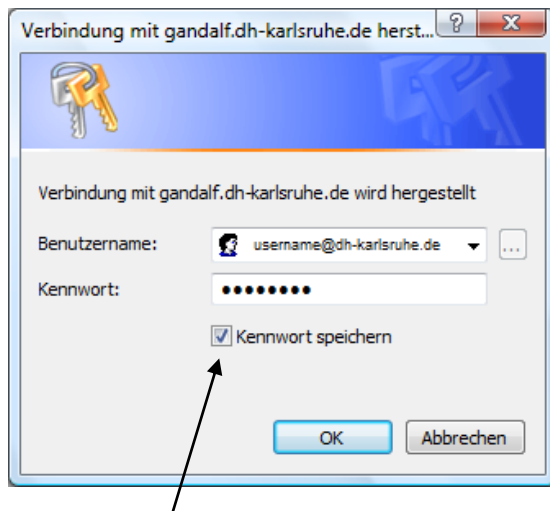 Verbindung mit gandalf.dh-karlsruhe.de herst...
Verbindung mit gandalf.dh-karlsruhe.de wird hergestellt
Benutzername: username@dh-karlsruhe.de ...
Kennwort: ••••••••
Kennwort speichern
OK Abbrechen